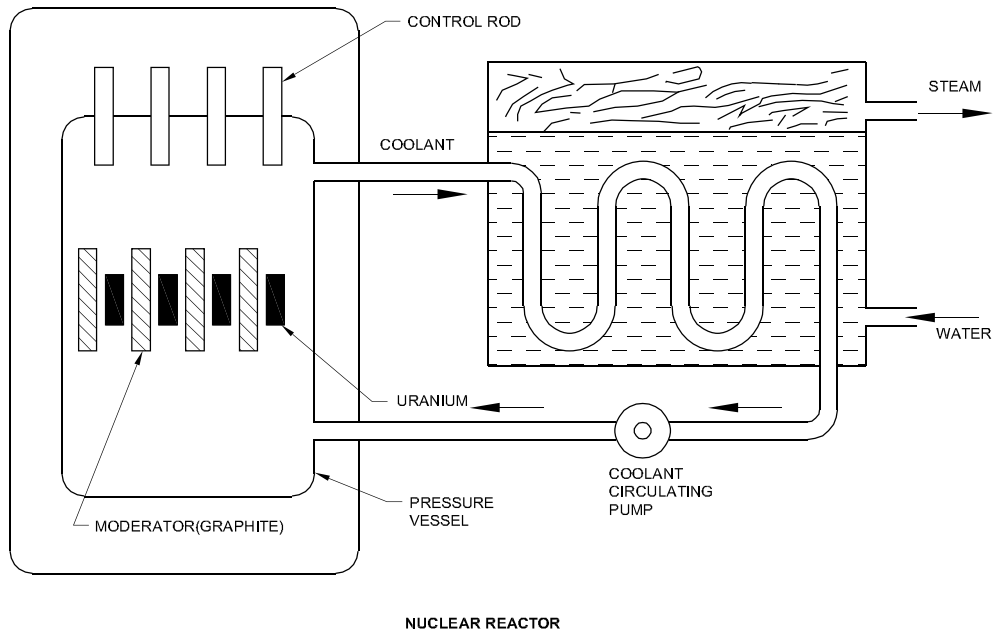 CONTROL ROD
STEAM
COOLANT
WATER
URANIUM
COOLANT
CIRCULATING
PUMP
PRESSURE
VESSEL
MODERATOR(GRAPHITE)
NUCLEAR REACTOR